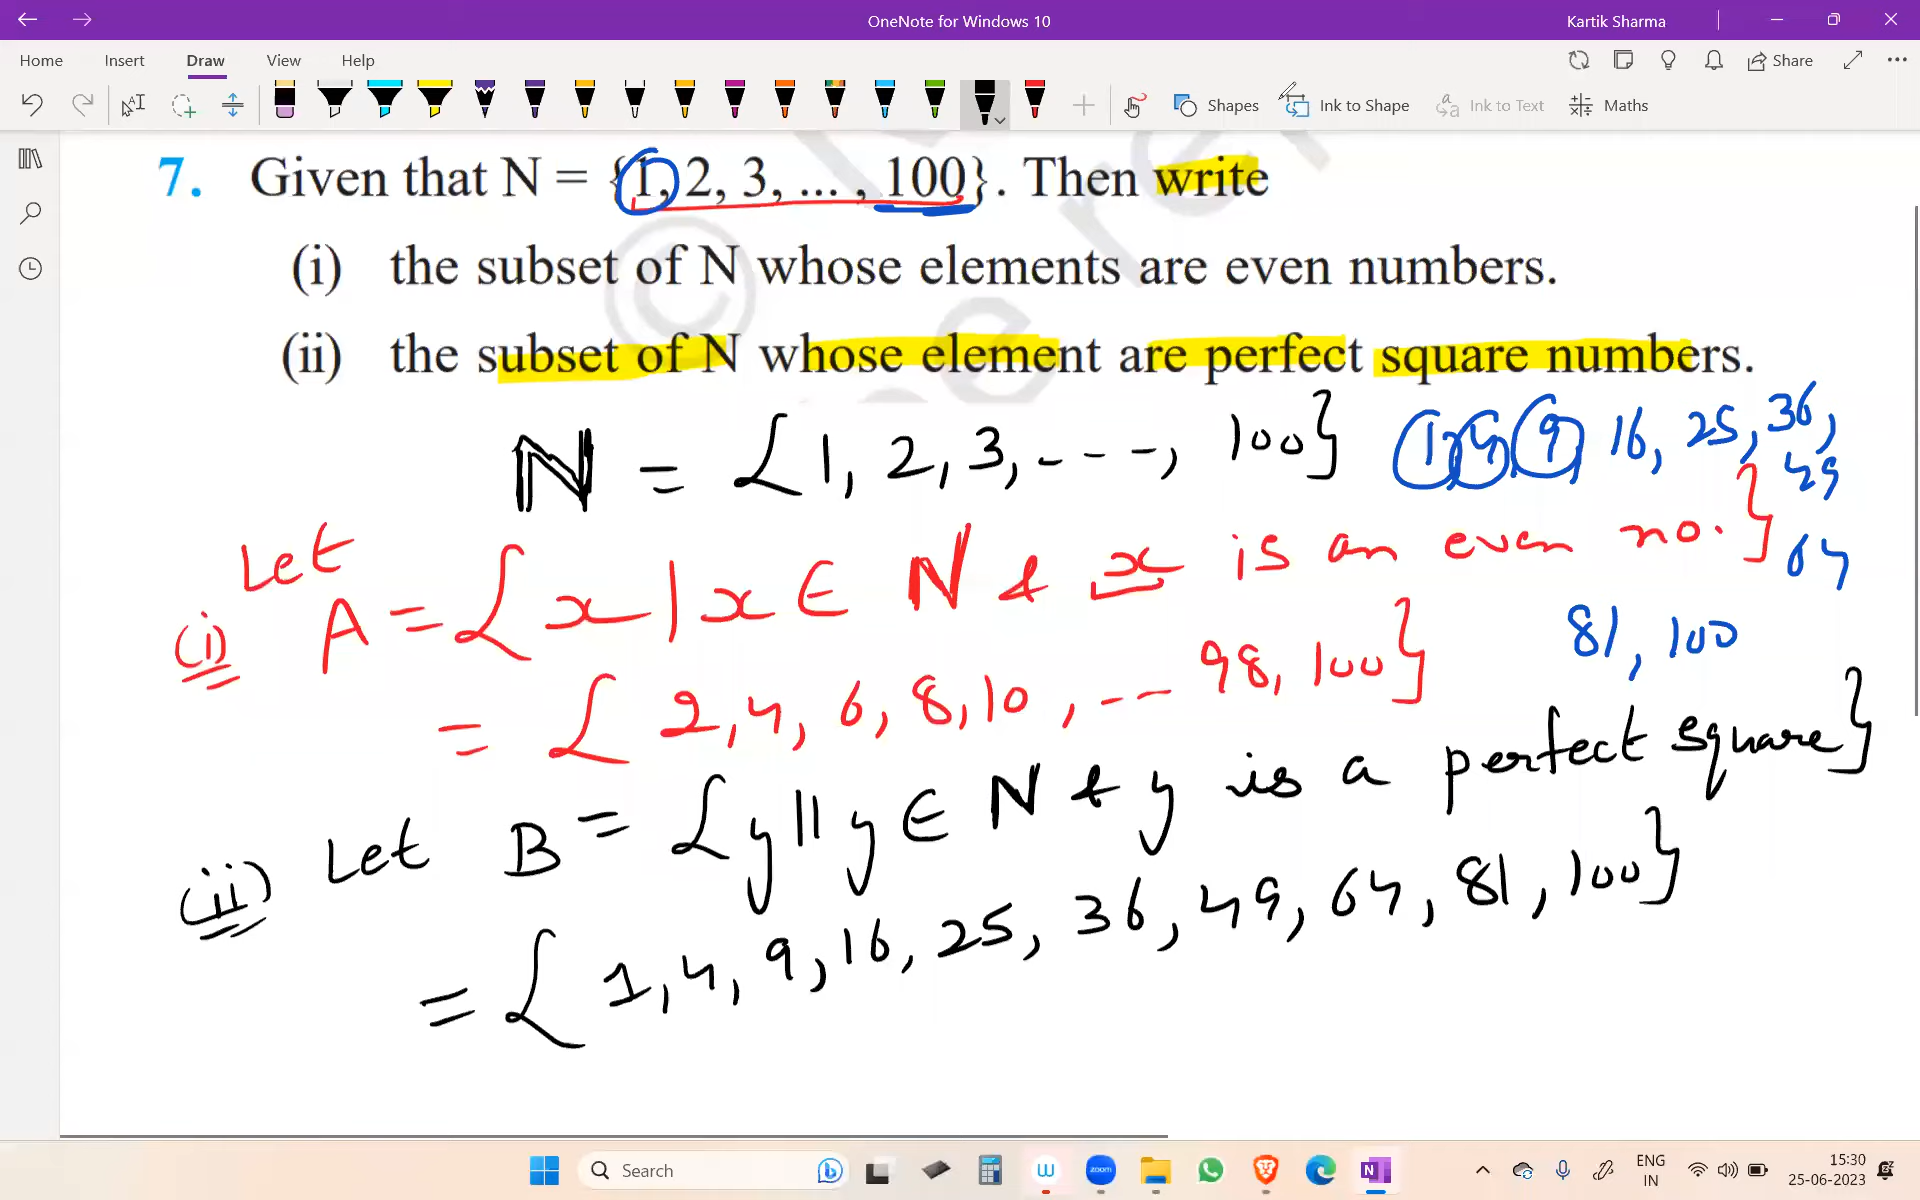 OneNote for Windows 10
Kartik Sharma
Home Insert Draw View Help
Share
Shapes Ink to Shape Ink to Text Maths
7. Given that N = {1, 2, 3, ... , 100}. Then write
(i) the subset of N whose elements are even numbers.
(ii) the subset of N whose element are perfect square numbers.
N = {1, 2, 3, ---, 100}
1, 4, 9, 16, 25, 36,
49
64
81, 100
Let
(i) A = {x | x ∈ N & x is an even no.}
= {2, 4, 6, 8, 10, --- 98, 100}
(ii) Let B = {y || y ∈ N & y is a perfect square}
= {1, 4, 9, 16, 25, 36, 49, 64, 81, 100}
Search
zoom
ENG
IN
15:30
25-06-2023